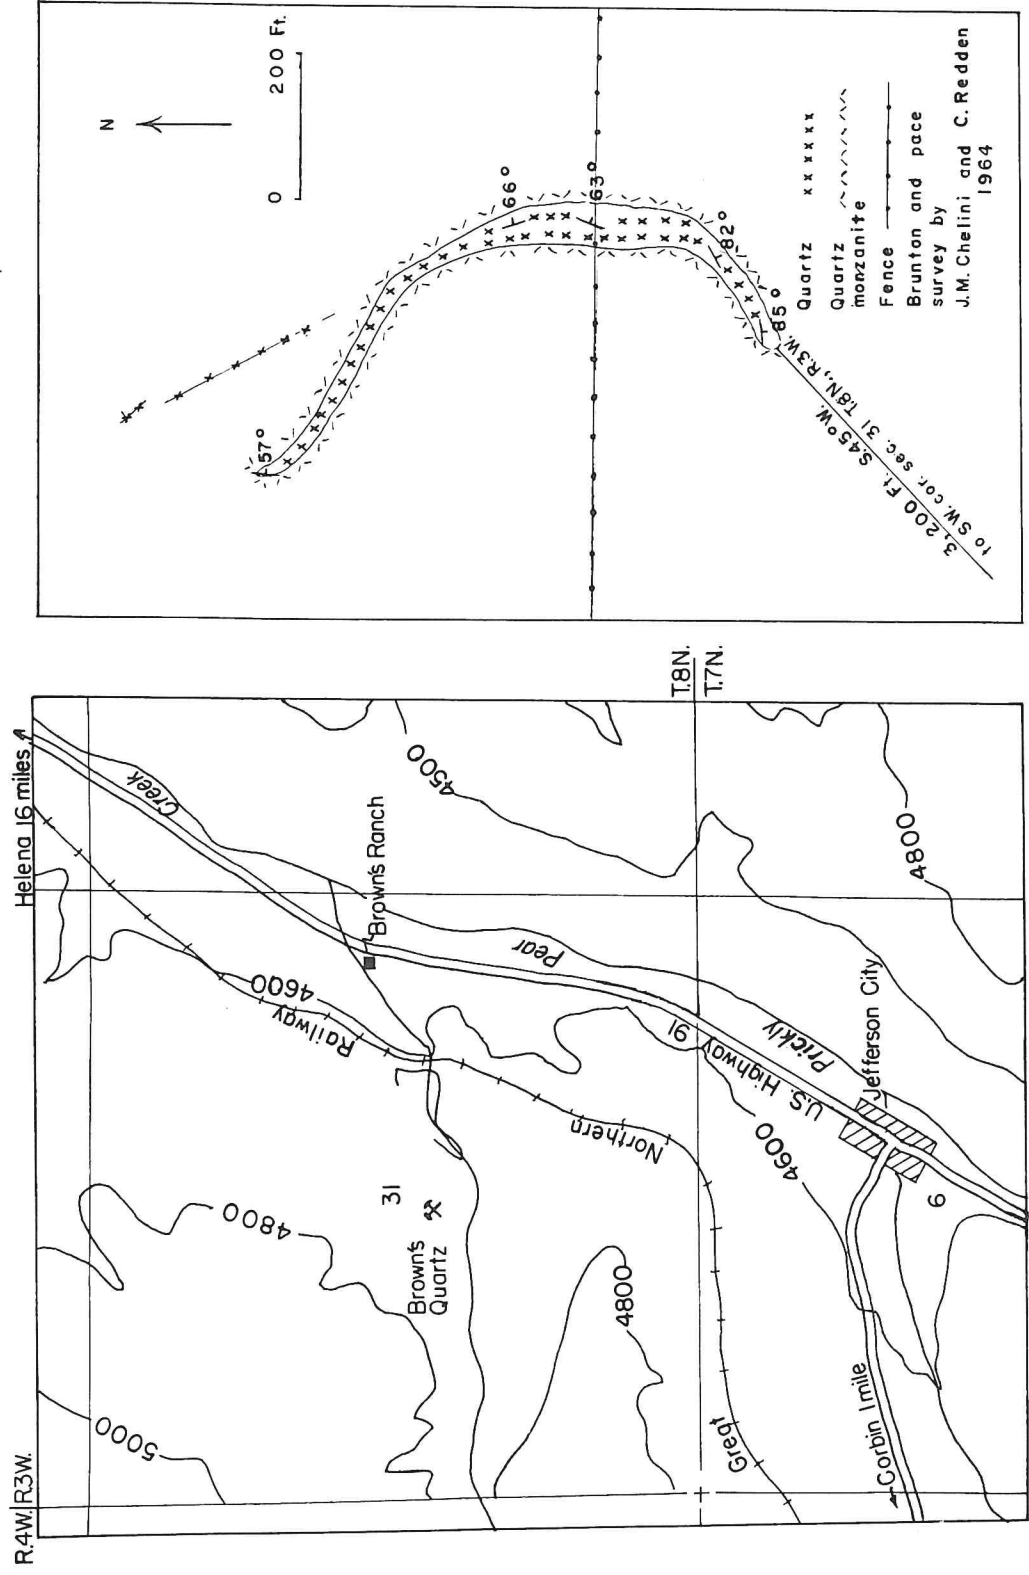 R.4W. R3W.
Helena 16 miles
Creek
5000
4800
4600
Railway
Brown's Ranch
4500
31
Brown's
Quartz
Pear
Northern
4800
91
T.8N.
T.7N.
U.S. Highway
Prickly
4600
Great
Jefferson City
4800
Corbin 1 mile
6
N
0 200 Ft.
57°
66°
63°
82°
85°
3,200 Ft. S.45°W.
to SW. cor. sec. 31 T.8N., R.3W.
Quartz
Quartz
monzanite
Fence
Brunton and pace
survey by
J.M. Chelini and C. Redden
1964